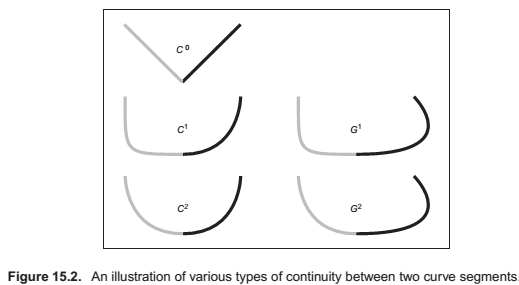 C⁰
C¹ G¹
C² G²
Figure 15.2. An illustration of various types of continuity between two curve segments.